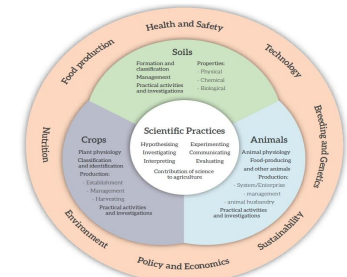 Health and Safety
Food production
Technology
Nutrition
Breeding and Genetics
Environment
Sustainability
Policy and Economics
Soils
Formation and
classification
Management
Practical activities
and investigations
Properties:
- Physical
- Chemical
- Biological
Scientific Practices
Hypothesising Experimenting
Investigating Communicating
Interpreting Evaluating
Contribution of science
to agriculture
Crops
Plant physiology
Classification
and identification
Production:
- Establishment
- Management
- Harvesting
Practical activities
and investigations
Animals
Animal physiology
Food-producing
and other animals
Production:
- System/Enterprise
- management
- animal husbandry
Practical activities
and investigations